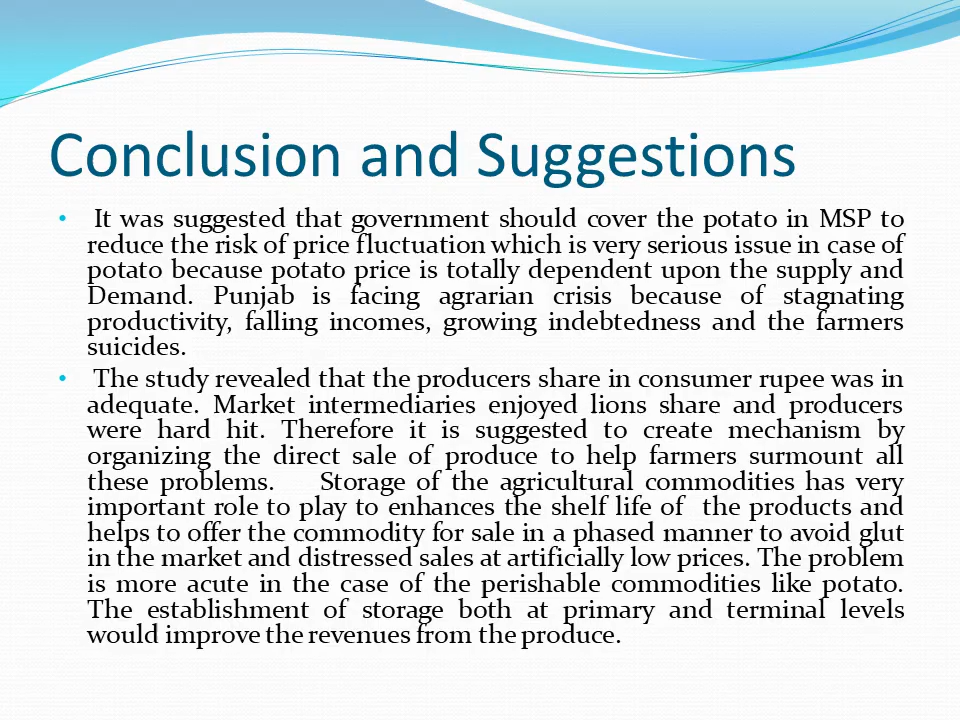 Conclusion and Suggestions
• It was suggested that government should cover the potato in MSP to
reduce the risk of price fluctuation which is very serious issue in case of
potato because potato price is totally dependent upon the supply and
Demand. Punjab is facing agrarian crisis because of stagnating
productivity, falling incomes, growing indebtedness and the farmers
suicides.
• The study revealed that the producers share in consumer rupee was in
adequate. Market intermediaries enjoyed lions share and producers
were hard hit. Therefore it is suggested to create mechanism by
organizing the direct sale of produce to help farmers surmount all
these problems. Storage of the agricultural commodities has very
important role to play to enhances the shelf life of the products and
helps to offer the commodity for sale in a phased manner to avoid glut
in the market and distressed sales at artificially low prices. The problem
is more acute in the case of the perishable commodities like potato.
The establishment of storage both at primary and terminal levels
would improve the revenues from the produce.